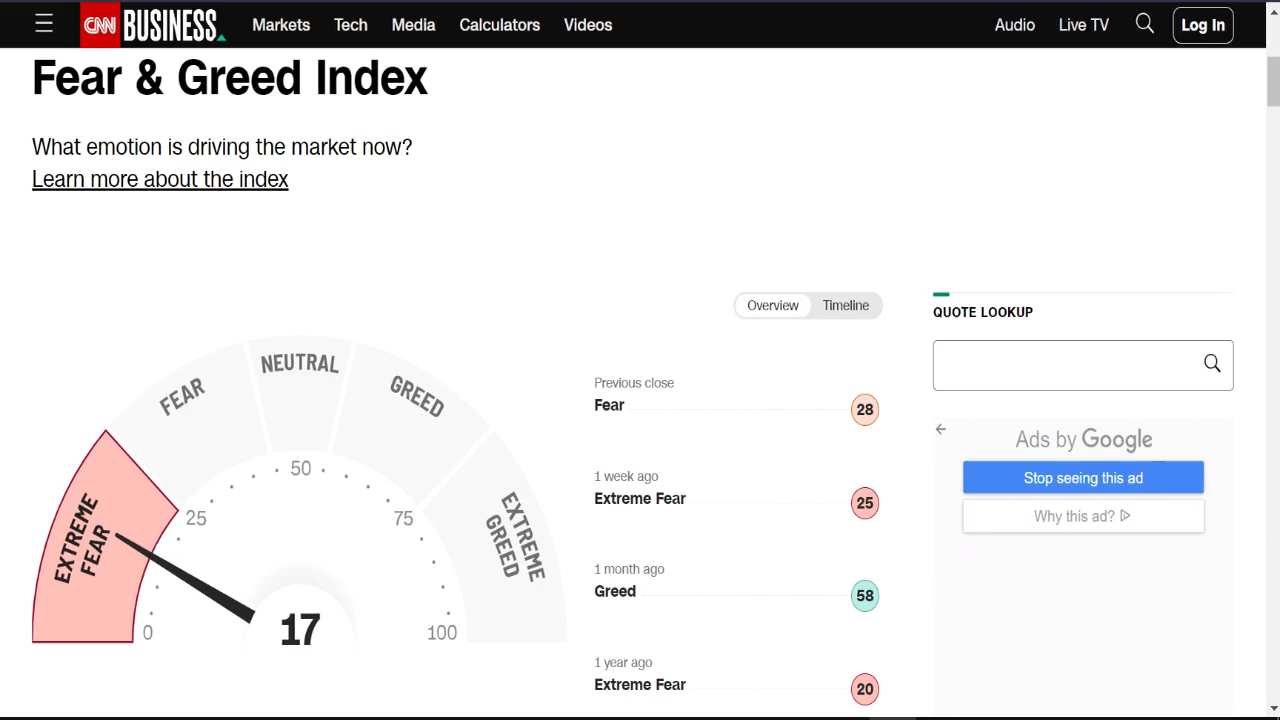 CNN BUSINESS
Markets
Tech
Media
Calculators
Videos
Audio
Live TV
Log In
Fear & Greed Index
What emotion is driving the market now?
Learn more about the index
Overview
Timeline
EXTREME
FEAR
FEAR
NEUTRAL
GREED
EXTREME
GREED
0
25
50
75
100
17
Previous close
Fear
28
1 week ago
Extreme Fear
25
1 month ago
Greed
58
1 year ago
Extreme Fear
20
QUOTE LOOKUP
Ads by Google
Stop seeing this ad
Why this ad?